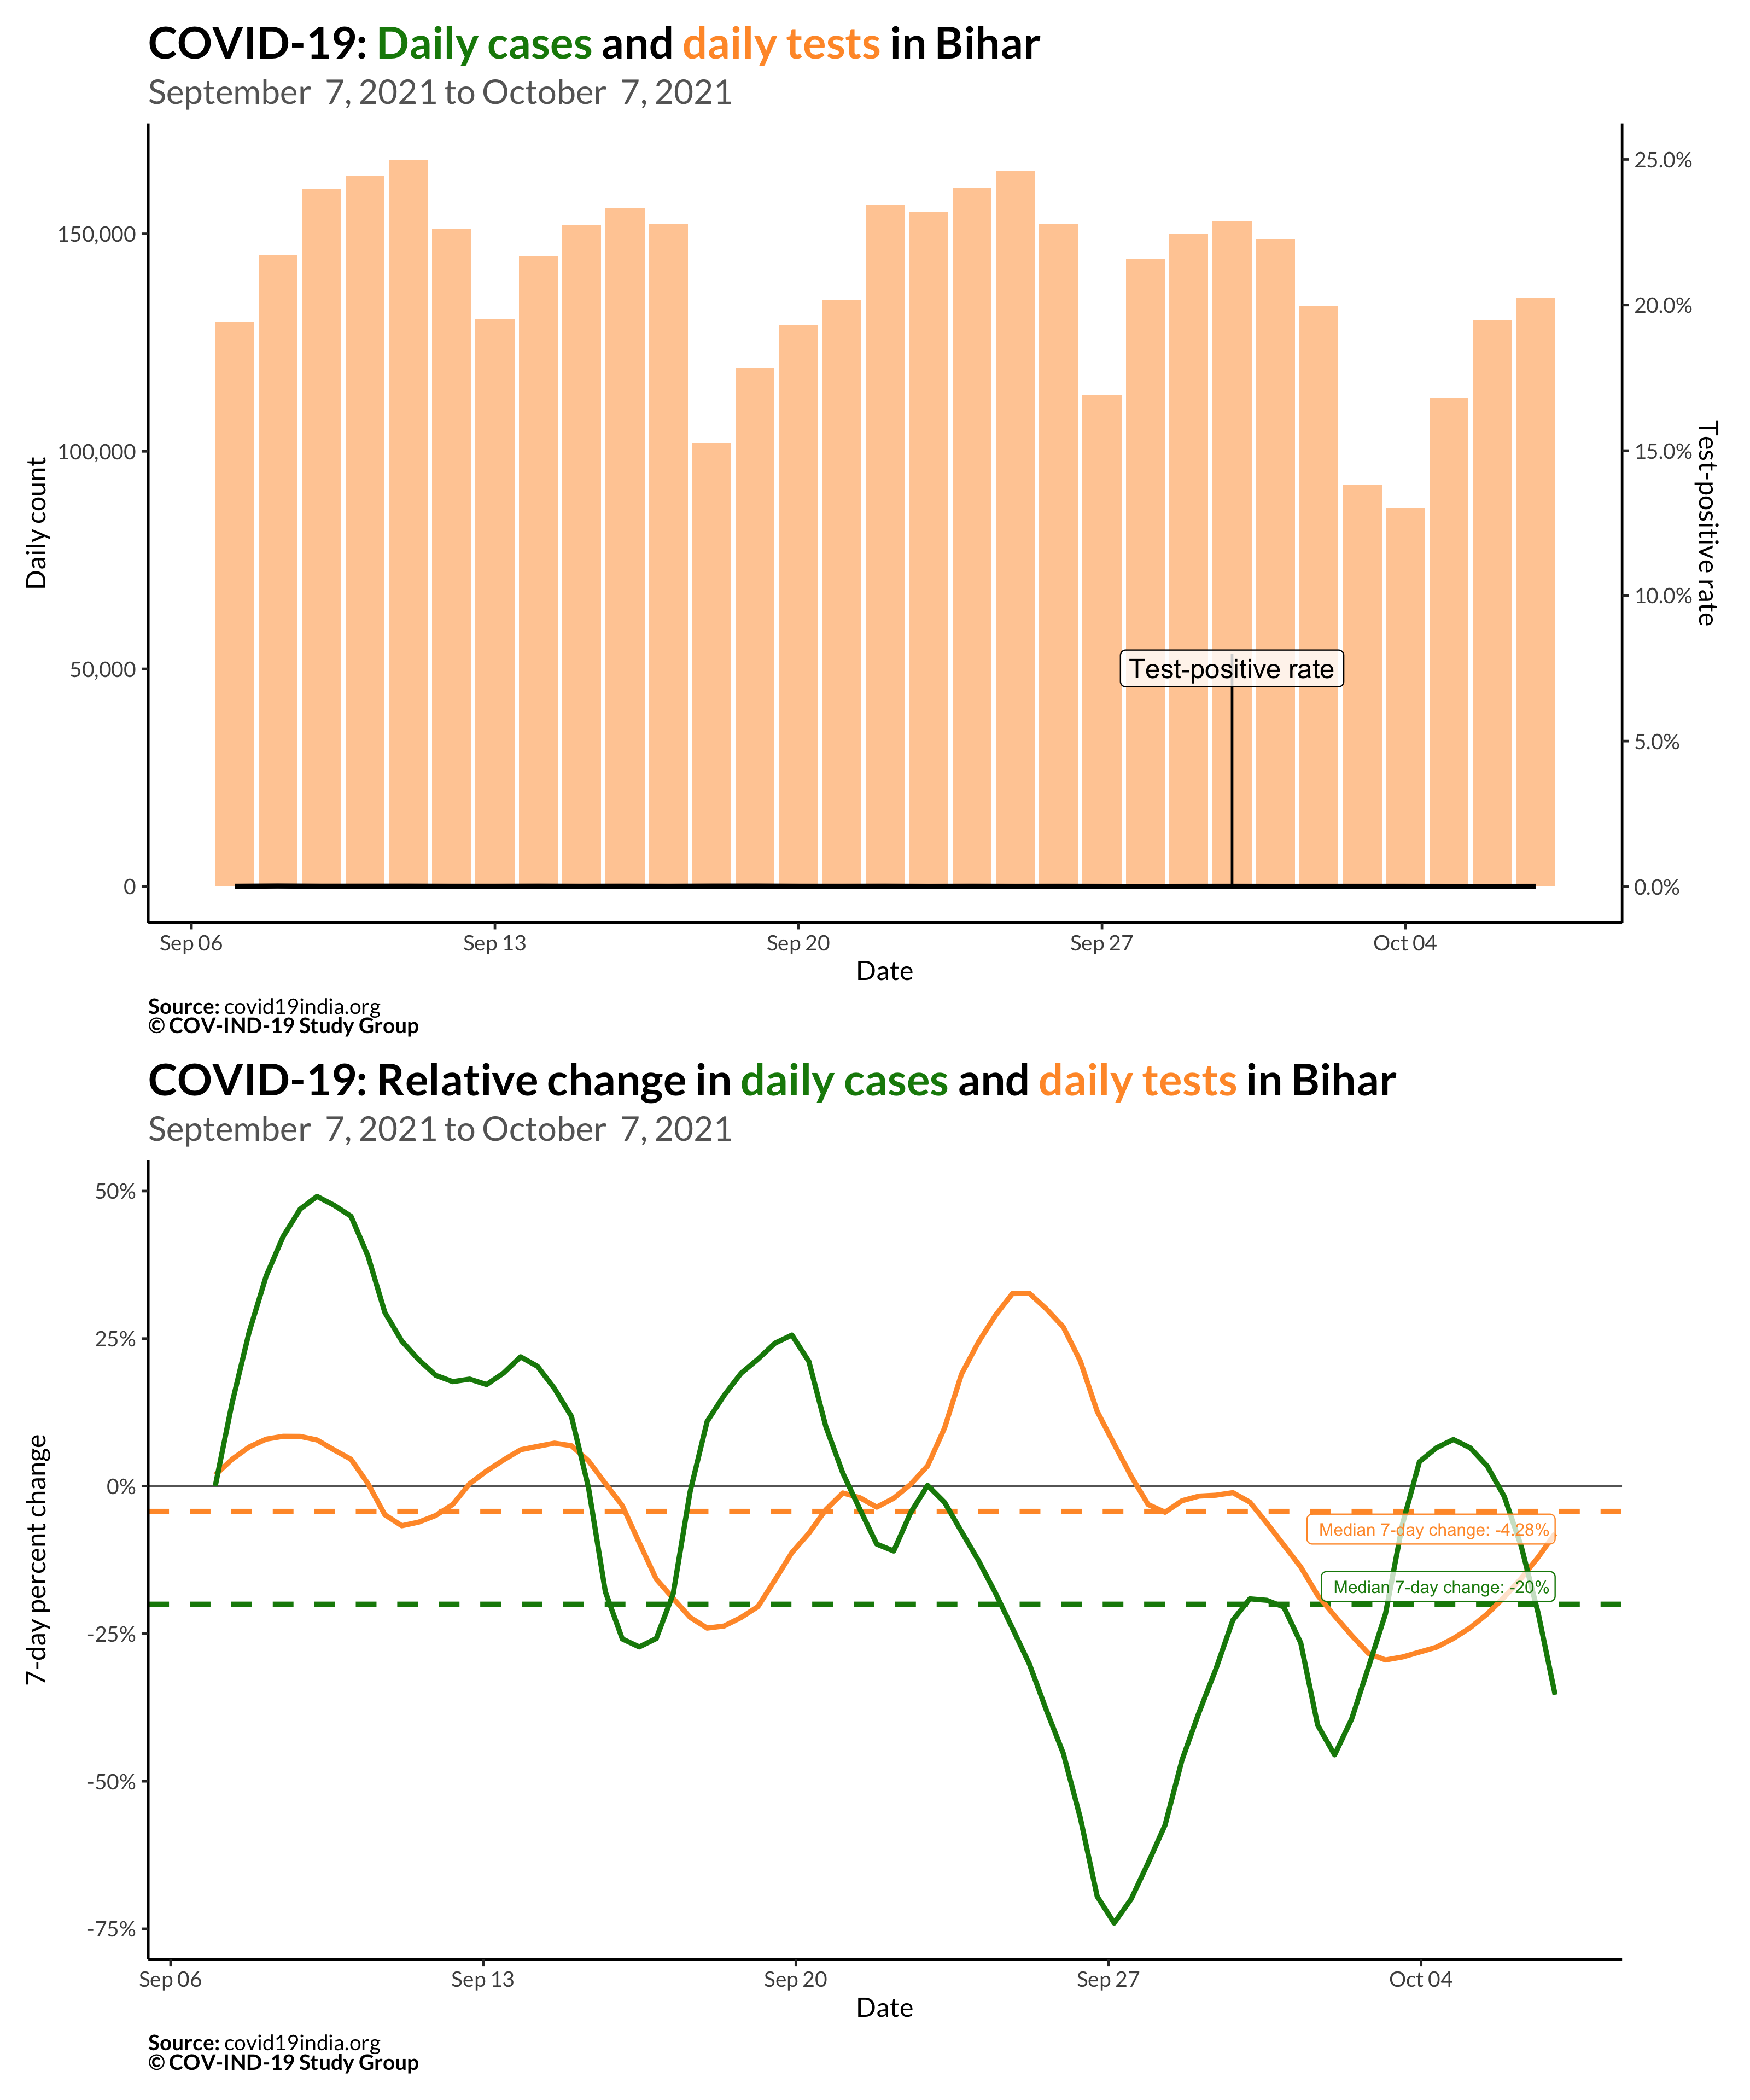 COVID-19: Daily cases and daily tests in Bihar
September 7, 2021 to October 7, 2021
25.0%
150,000
20.0%
100,000
15.0%
Daily count
Test-positive rate
10.0%
50,000
Test-positive rate
5.0%
0
0.0%
Sep 06
Sep 13
Sep 20
Sep 27
Oct 04
Date
Source: covid19india.org
© COV-IND-19 Study Group
COVID-19: Relative change in daily cases and daily tests in Bihar
September 7, 2021 to October 7, 2021
50%
25%
0%
-25%
-50%
-75%
7-day percent change
Median 7-day change: -4.28%
Median 7-day change: -20%
Sep 06
Sep 13
Sep 20
Sep 27
Oct 04
Date
Source: covid19india.org
© COV-IND-19 Study Group